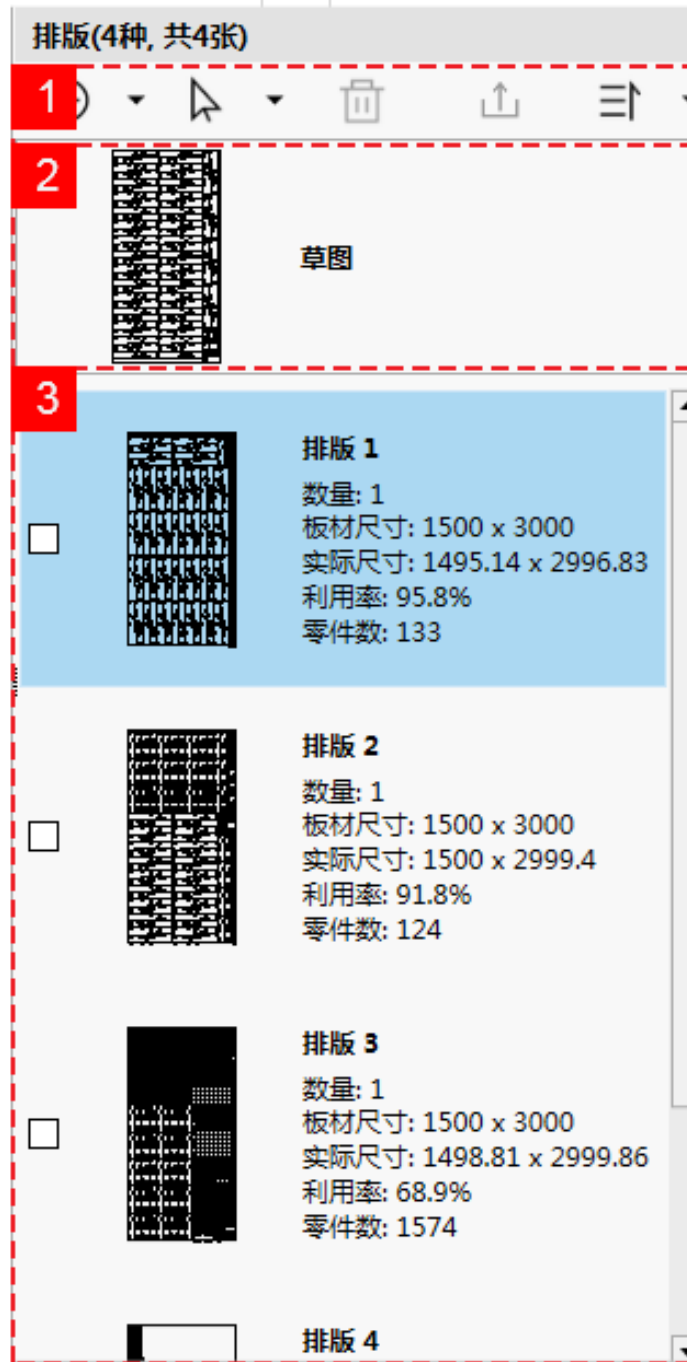 排版(4种, 共4张)
1
2
草图
3
排版 1
数量: 1
板材尺寸: 1500 x 3000
实际尺寸: 1495.14 x 2996.83
利用率: 95.8%
零件数: 133
排版 2
数量: 1
板材尺寸: 1500 x 3000
实际尺寸: 1500 x 2999.4
利用率: 91.8%
零件数: 124
排版 3
数量: 1
板材尺寸: 1500 x 3000
实际尺寸: 1498.81 x 2999.86
利用率: 68.9%
零件数: 1574
排版 4